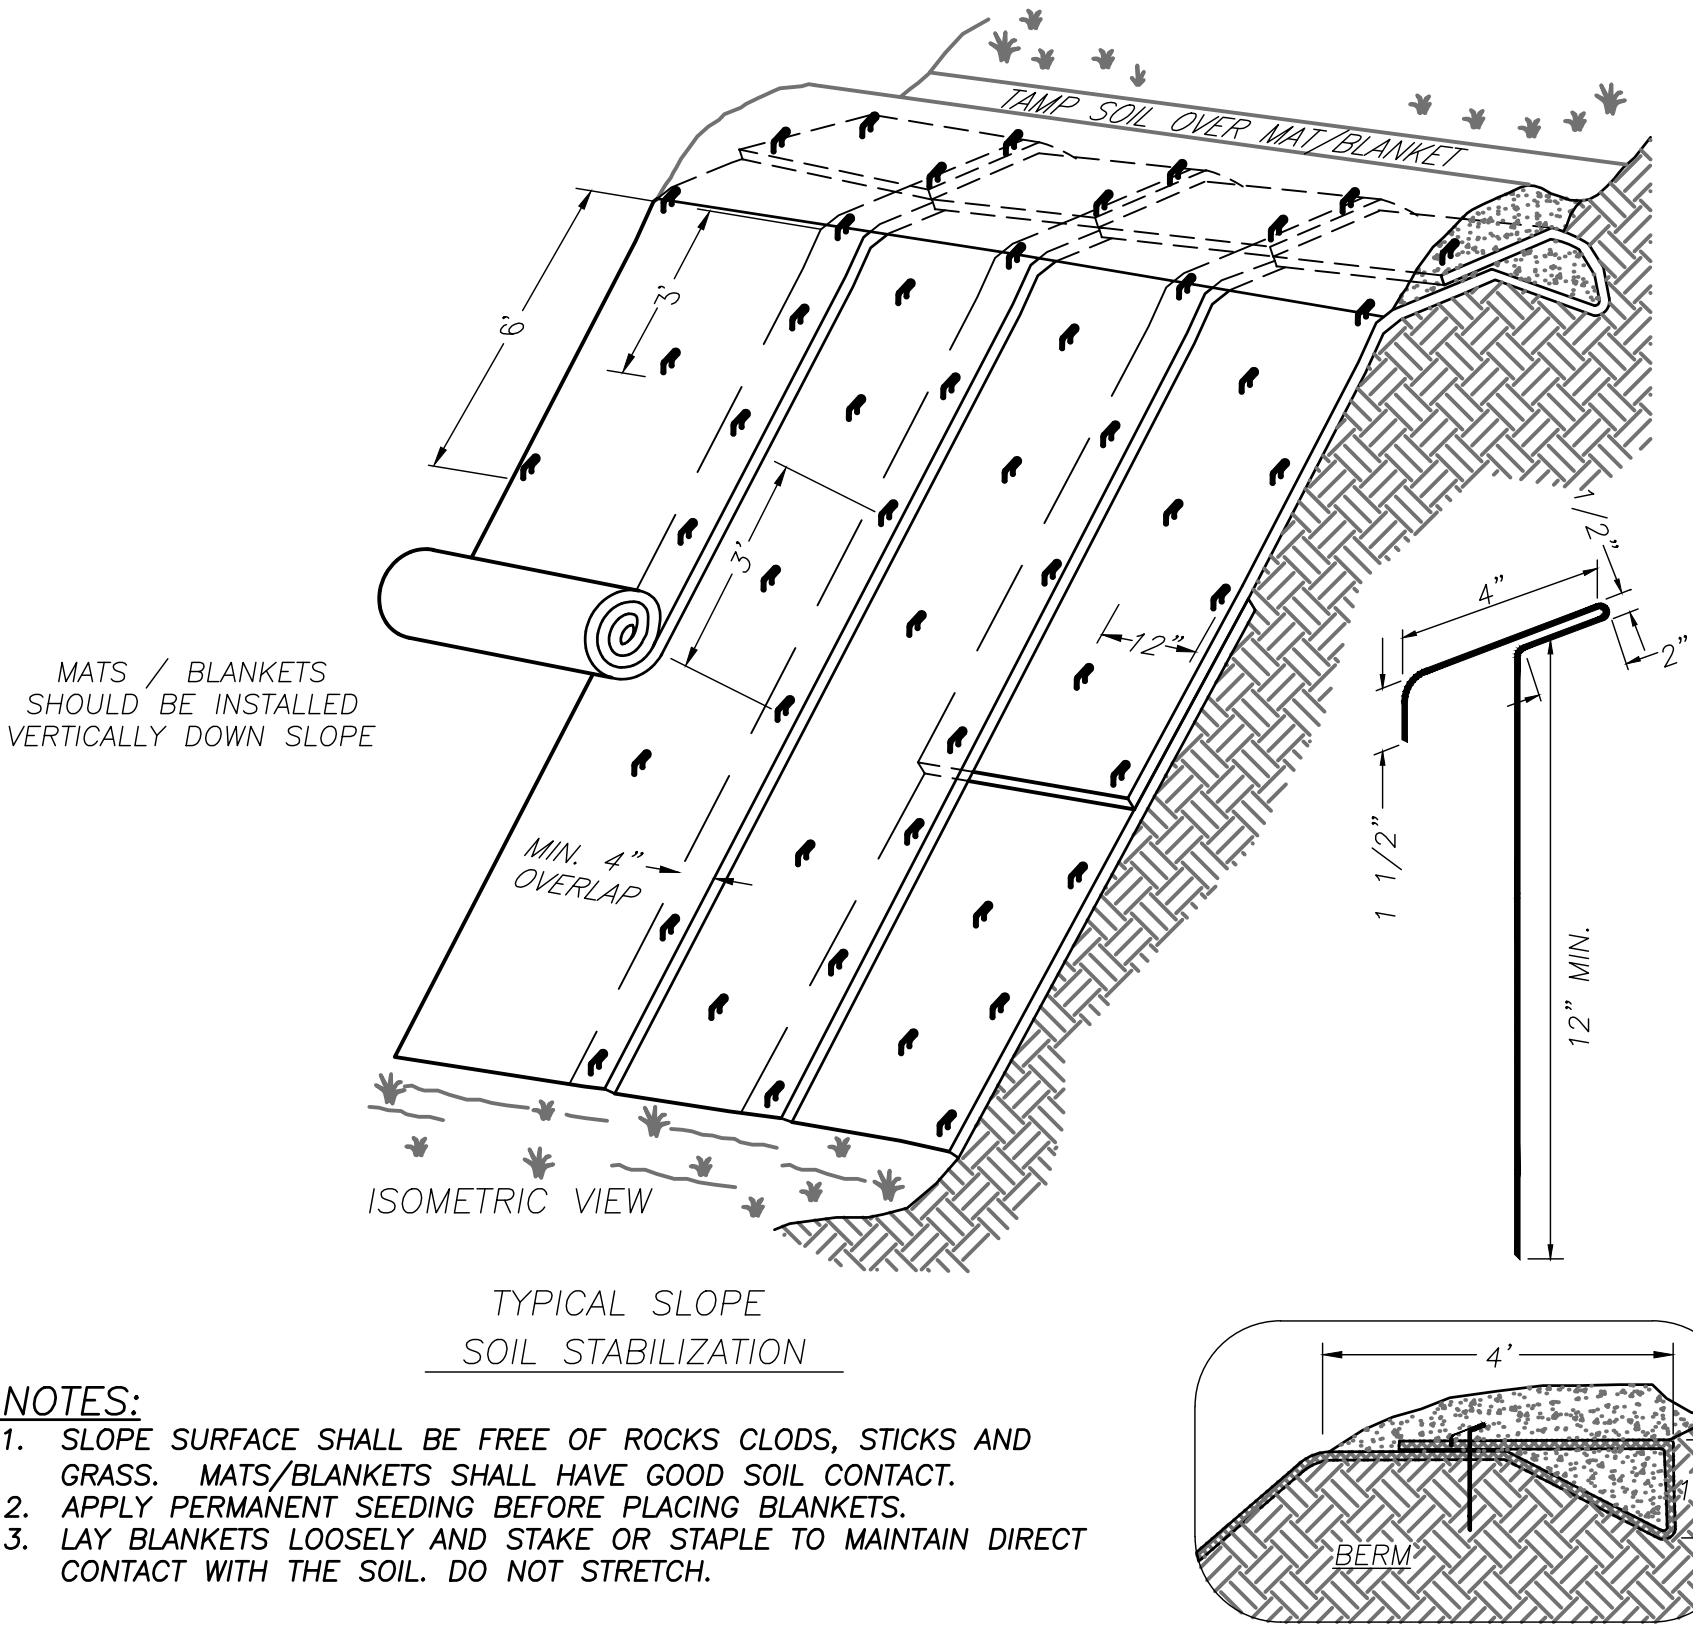 TAMP SOIL OVER MAT/BLANKET
6'
3'
3'
12"
1/2"
4"
2"
MATS / BLANKETS
SHOULD BE INSTALLED
VERTICALLY DOWN SLOPE
MIN. 4"
OVERLAP
1 1/2"
12" MIN.
ISOMETRIC VIEW
TYPICAL SLOPE
SOIL STABILIZATION
4'
1
BERM
NOTES:
1. SLOPE SURFACE SHALL BE FREE OF ROCKS CLODS, STICKS AND
GRASS. MATS/BLANKETS SHALL HAVE GOOD SOIL CONTACT.
2. APPLY PERMANENT SEEDING BEFORE PLACING BLANKETS.
3. LAY BLANKETS LOOSELY AND STAKE OR STAPLE TO MAINTAIN DIRECT
CONTACT WITH THE SOIL. DO NOT STRETCH.